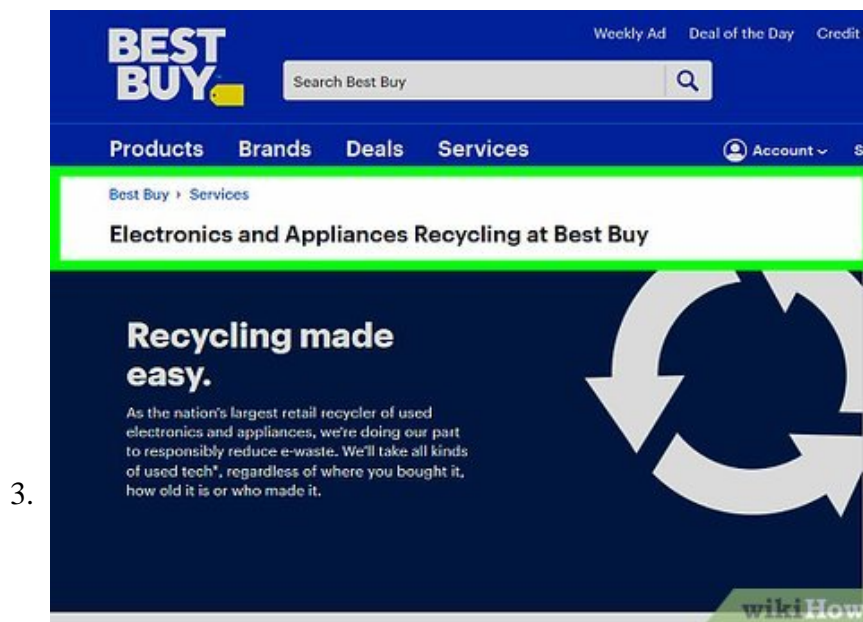 BEST
BUY
Weekly Ad Deal of the Day Credit
Search Best Buy
Products Brands Deals Services Account S
Best Buy › Services
Electronics and Appliances Recycling at Best Buy
Recycling made
easy.
As the nation's largest retail recycler of used
electronics and appliances, we're doing our part
to responsibly reduce e-waste. We'll take all kinds
of used tech*, regardless of where you bought it,
how old it is or who made it.
3.
wikiHow